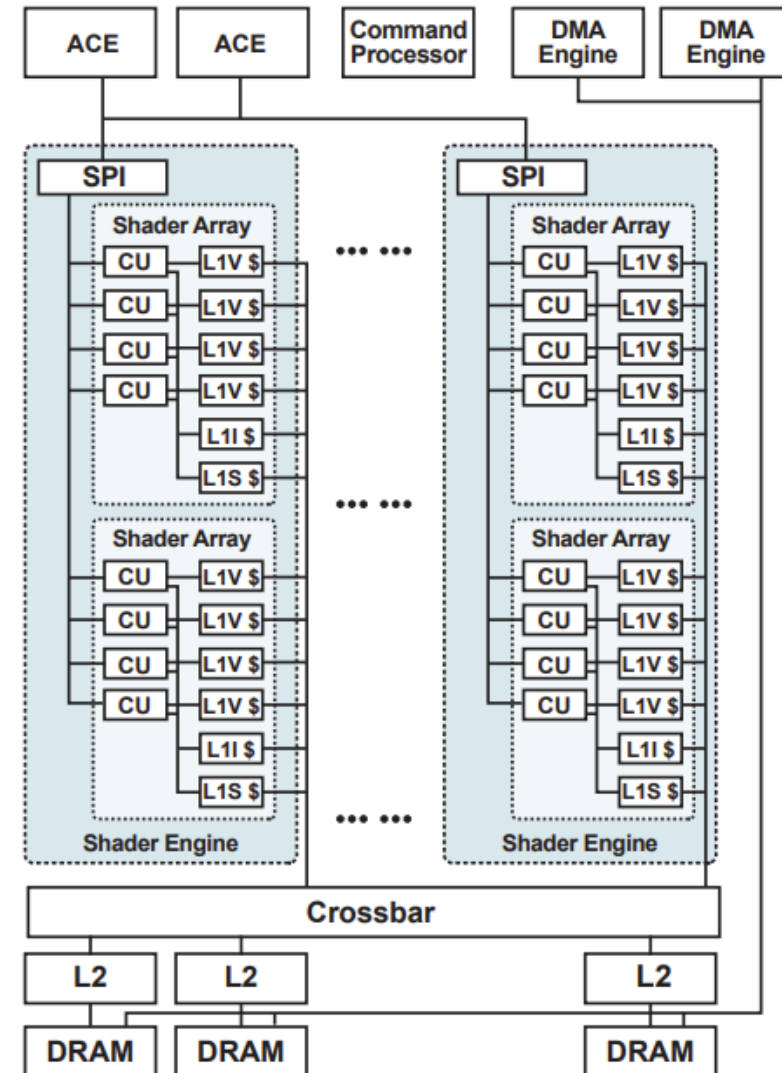 ACE
ACE
Command
Processor
DMA
Engine
DMA
Engine
SPI
Shader Array
CU
L1V $
CU
L1V $
CU
L1V $
CU
L1V $
L1I $
L1S $
Shader Array
CU
L1V $
CU
L1V $
CU
L1V $
CU
L1V $
L1I $
L1S $
Shader Engine
SPI
Shader Array
CU
L1V $
CU
L1V $
CU
L1V $
CU
L1V $
L1I $
L1S $
Shader Array
CU
L1V $
CU
L1V $
CU
L1V $
CU
L1V $
L1I $
L1S $
Shader Engine
Crossbar
L2
L2
L2
DRAM
DRAM
DRAM